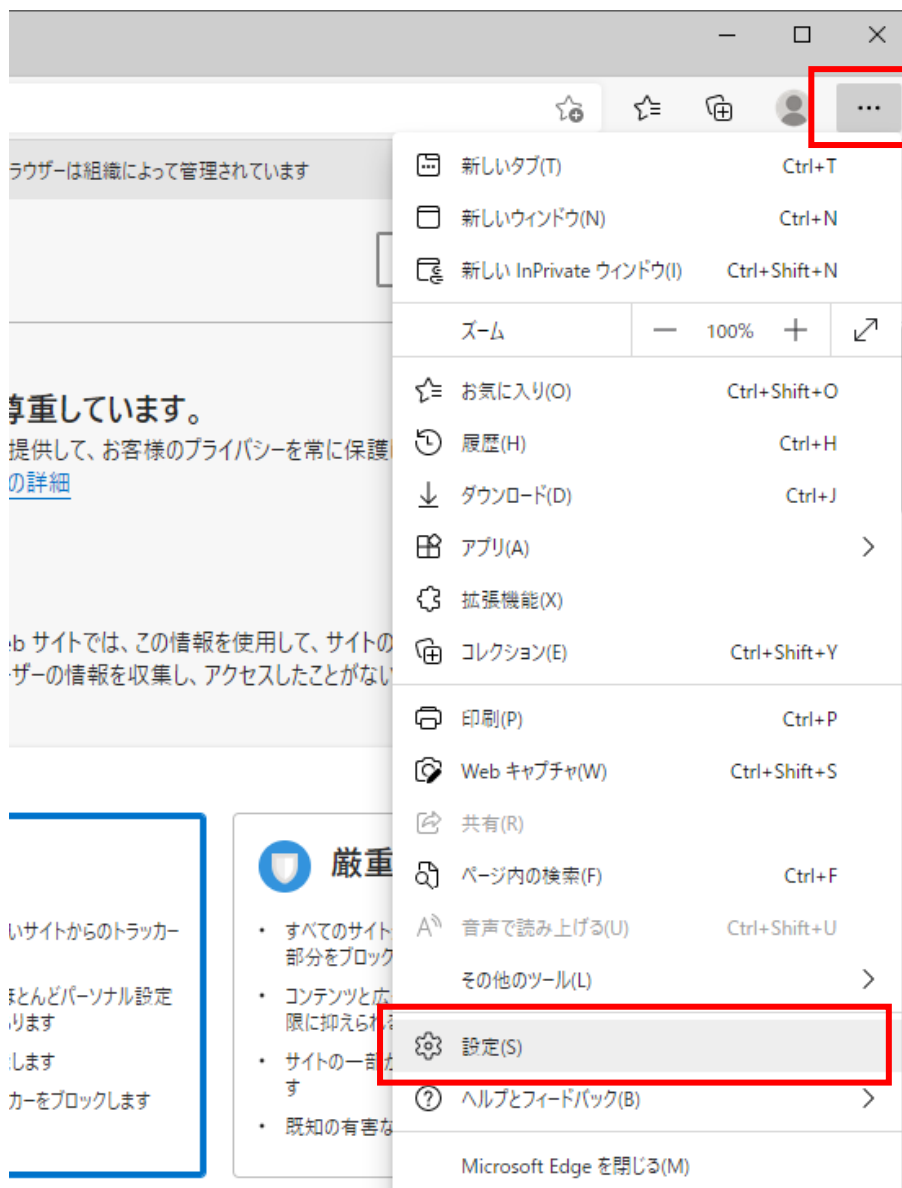 ラウザーは組織によって管理されています
新しいタブ(T) Ctrl+T
新しいウィンドウ(N) Ctrl+N
新しい InPrivate ウィンドウ(I) Ctrl+Shift+N
ズーム 100%
お気に入り(O) Ctrl+Shift+O
尊重しています。
履歴(H) Ctrl+H
提供して、お客様のプライバシーを常に保護
の詳細
ダウンロード(D) Ctrl+J
アプリ(A)
拡張機能(X)
eb サイトでは、この情報を使用して、サイトの
コレクション(E) Ctrl+Shift+Y
ーザーの情報を収集し、アクセスしたことがない
印刷(P) Ctrl+P
Web キャプチャ(W) Ctrl+Shift+S
共有(R)
厳重
ページ内の検索(F) Ctrl+F
音声で読み上げる(U) Ctrl+Shift+U
いサイトからのトラッカー
ほとんどパーソナル設定
ります
します
カーをブロックします
• すべてのサイト
部分をブロック
• コンテンツと広
限に抑えられ
• サイトの一部が
す
• 既知の有害な
その他のツール(L)
設定(S)
ヘルプとフィードバック(B)
Microsoft Edge を閉じる(M)